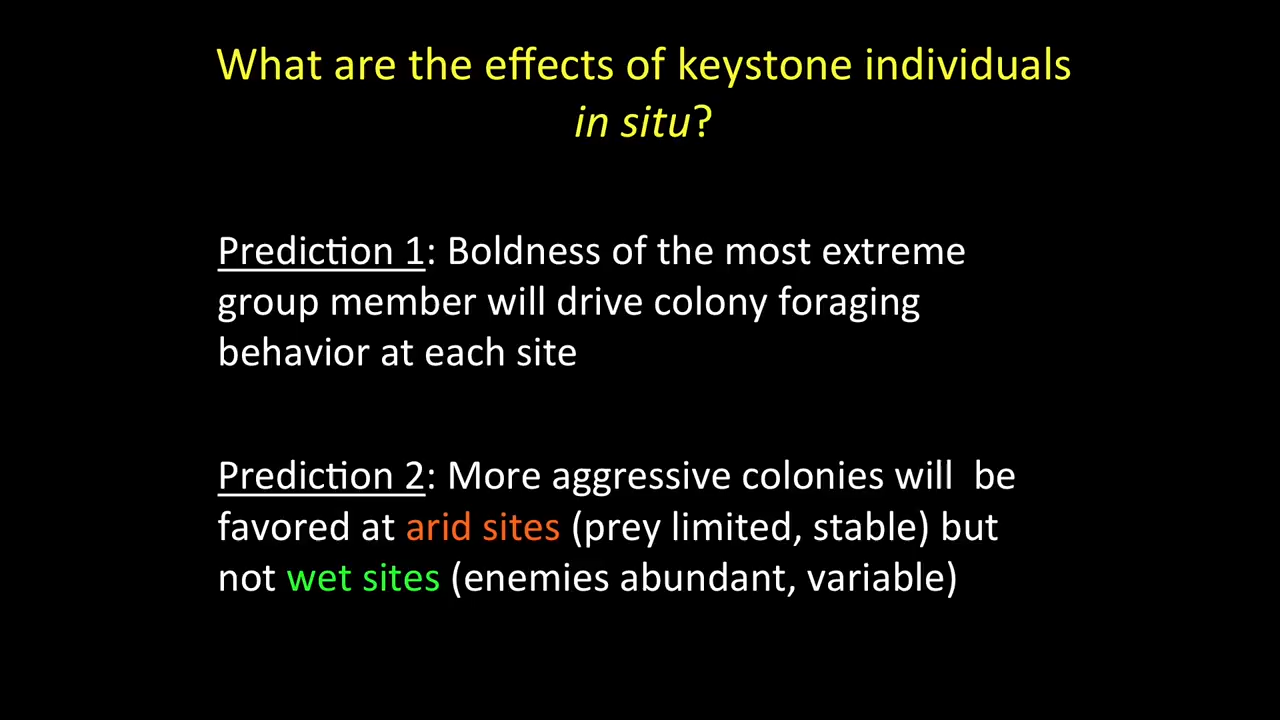 What are the effects of keystone individuals
in situ?
Prediction 1: Boldness of the most extreme
group member will drive colony foraging
behavior at each site
Prediction 2: More aggressive colonies will  be
favored at arid sites (prey limited, stable) but
not wet sites (enemies abundant, variable)